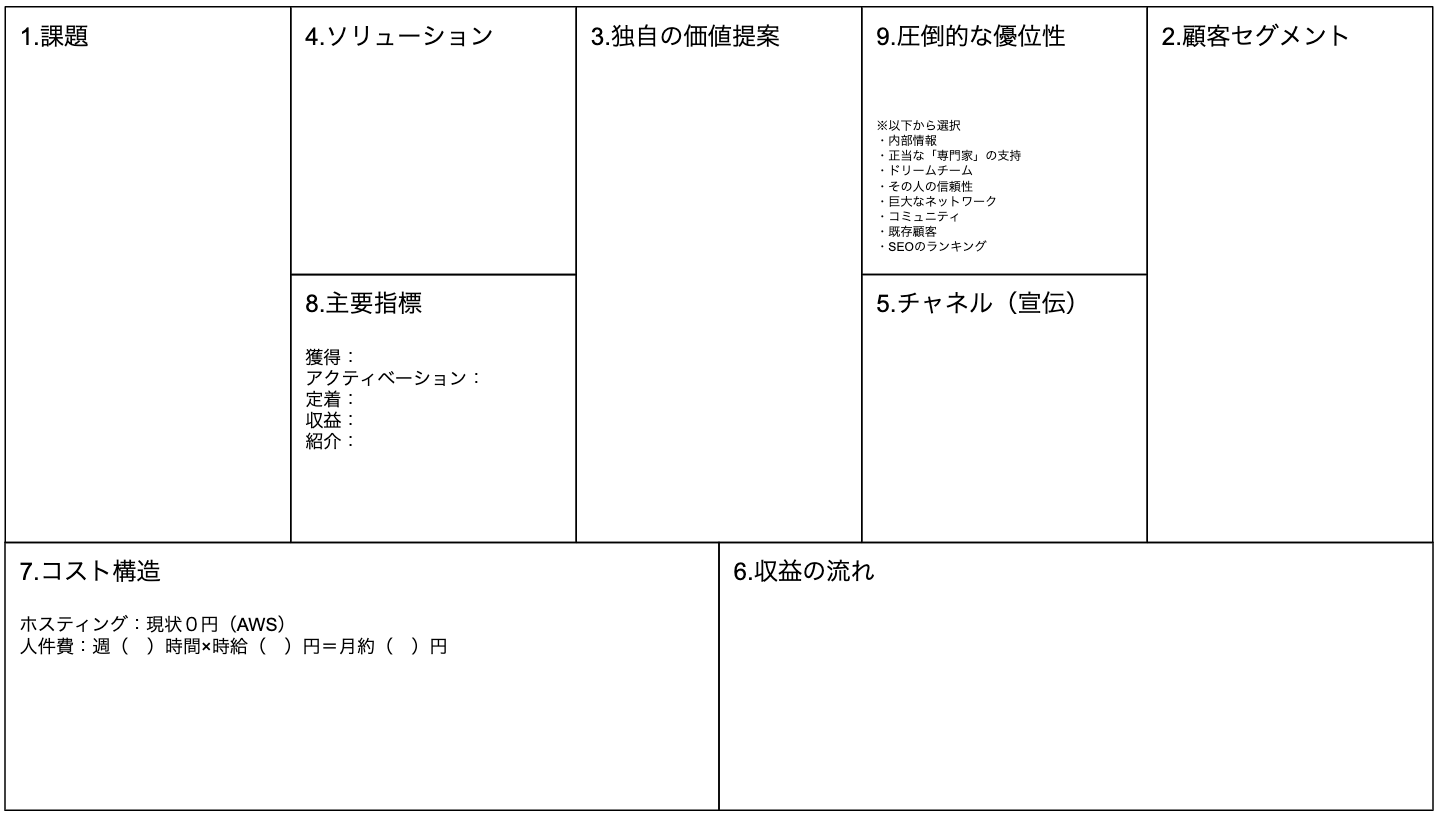 1.課題
4.ソリューション
3.独自の価値提案
9.圧倒的な優位性
※以下から選択
・内部情報
・正当な「専門家」の支持
・ドリームチーム
・その人の信頼性
・巨大なネットワーク
・コミュニティ
・既存顧客
・SEOのランキング
2.顧客セグメント
8.主要指標
獲得：
アクティベーション：
定着：
収益：
紹介：
5.チャネル（宣伝）
7.コスト構造
ホスティング：現状０円（AWS）
人件費：週（　）時間×時給（　）円＝月約（　）円
6.収益の流れ